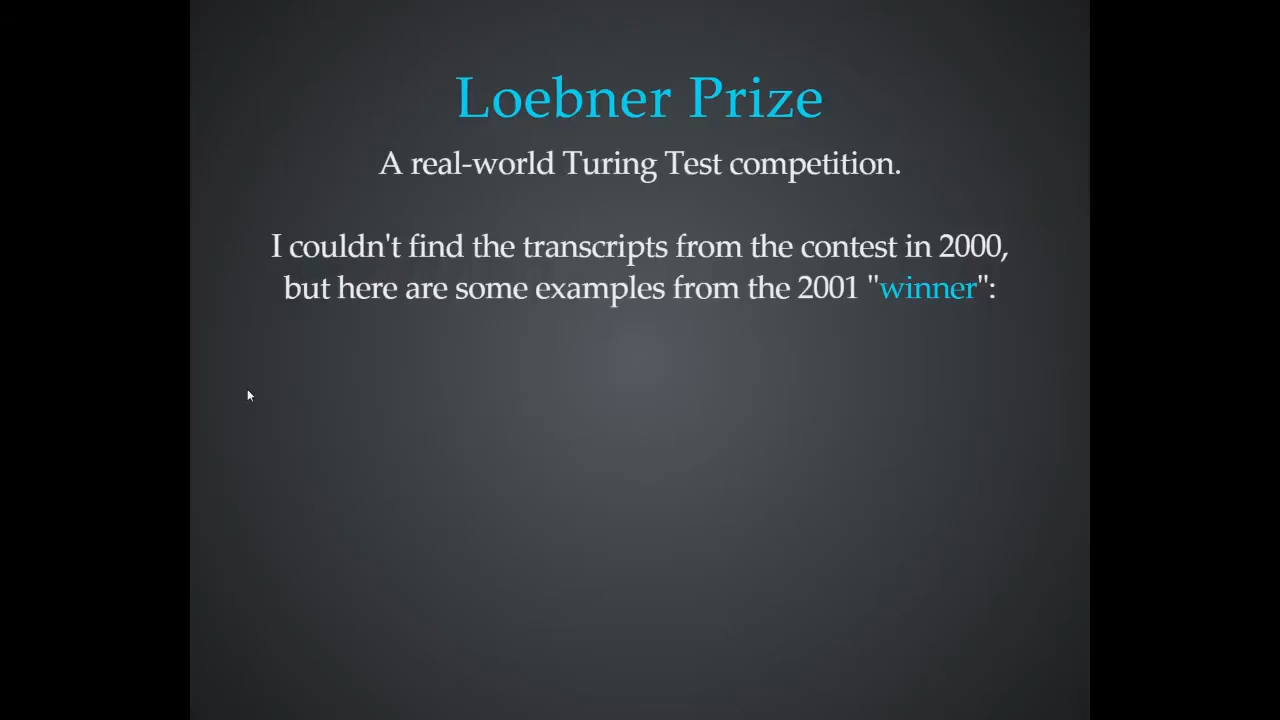 Loebner Prize
A real-world Turing Test competition.
I couldn't find the transcripts from the contest in 2000,
but here are some examples from the 2001 "winner":